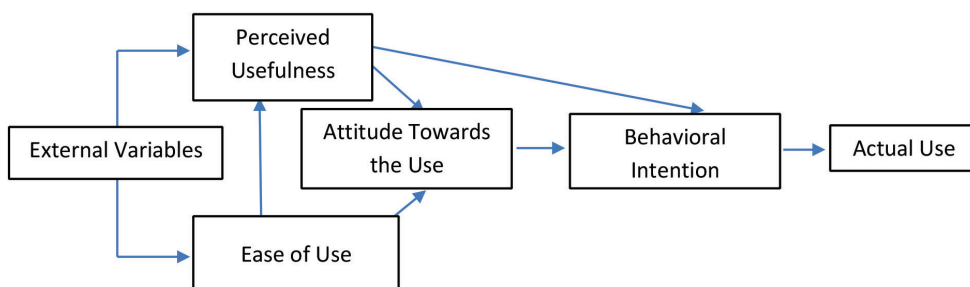 Perceived
Usefulness
External Variables
Attitude Towards
the Use
Behavioral
Intention
Actual Use
Ease of Use